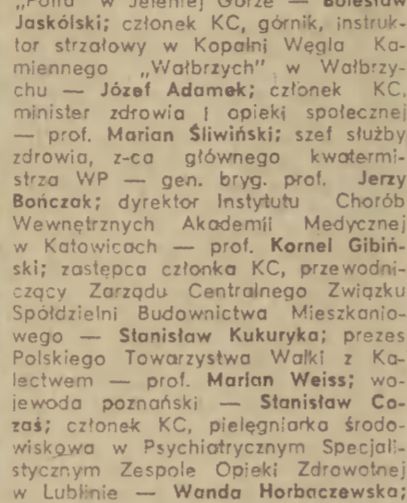 „Polfa" w Jeleniej Górze — Bolesław
Jaskólski; członek KC, górnik, instruk-
tor strzałowy w Kopalni Węgla Ka-
miennego „Wałbrzych" w Wałbrzy-
chu — Józef Adamek; członek KC,
minister zdrowia i opieki społecznej
— prof. Marian Śliwiński; szef służby
zdrowia, z-ca głównego kwatermi-
strza WP — gen. bryg. prof. Jerzy
Bończak; dyrektor Instytutu Chorób
Wewnętrznych Akademii Medycznej
w Katowicach — prof. Kornel Gibiń-
ski; zastępca członka KC, przewodni-
czący Zarządu Centralnego Związku
Spółdzielni Budownictwa Mieszkanio-
wego — Stanisław Kukuryka; prezes
Polskiego Towarzystwa Walki z Ka-
lectwem — prof. Marian Weiss; wo-
jewoda poznański — Stanisław Co-
zaś; członek KC, pielęgniarka środo-
wiskowa w Psychiatrycznym Specjali-
stycznym Zespole Opieki Zdrowotnej
w Lublinie — Wanda Horbaczewska;